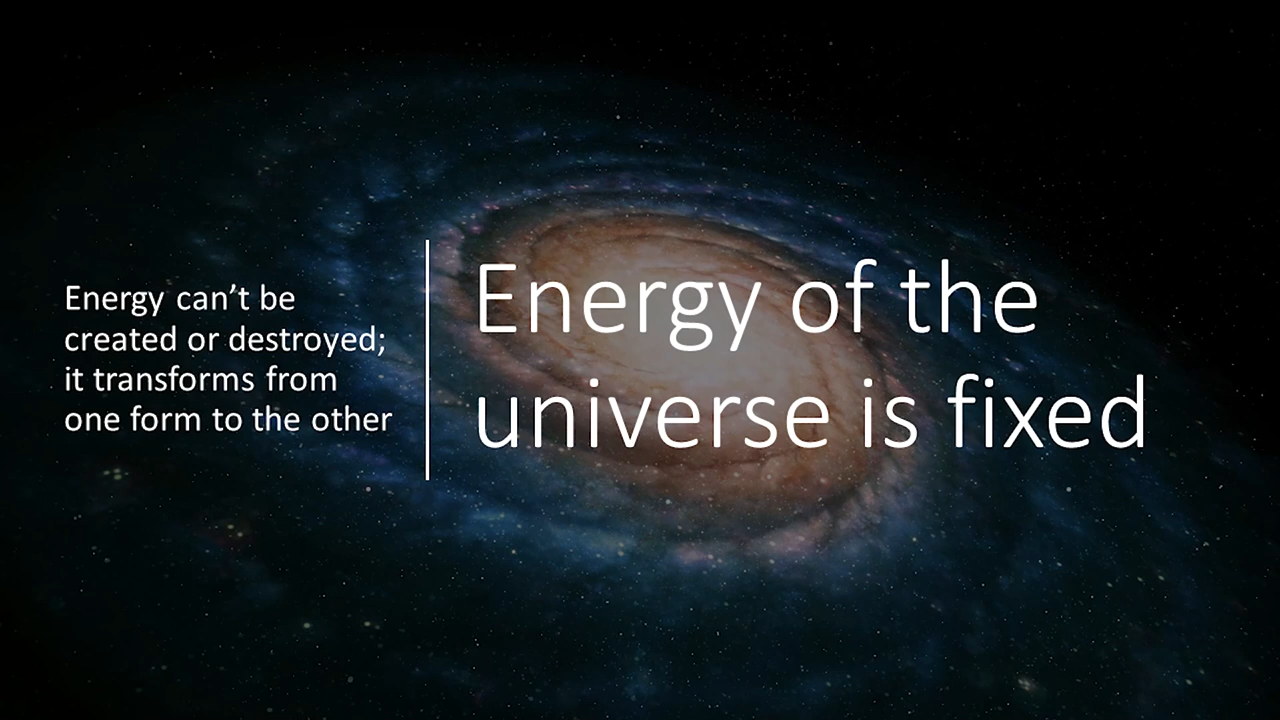 Energy can’t be
created or destroyed;
it transforms from
one form to the other
Energy of the
universe is fixed